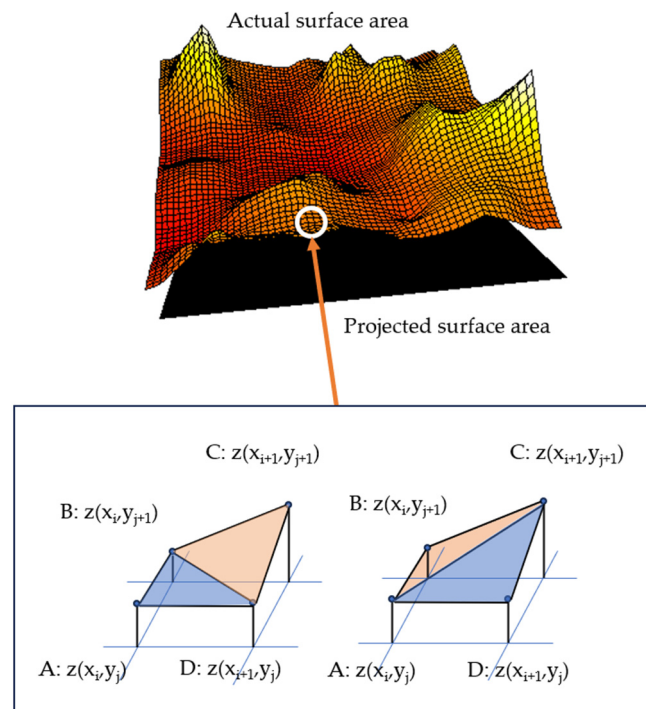 Actual surface area
Projected surface area
C: z(xᵢ₊₁,yⱼ₊₁)
C: z(xᵢ₊₁,yⱼ₊₁)
B: z(xᵢ,yⱼ₊₁)
B: z(xᵢ,yⱼ₊₁)
A: z(xᵢ,yⱼ)
D: z(xᵢ₊₁,yⱼ)
A: z(xᵢ,yⱼ)
D: z(xᵢ₊₁,yⱼ)